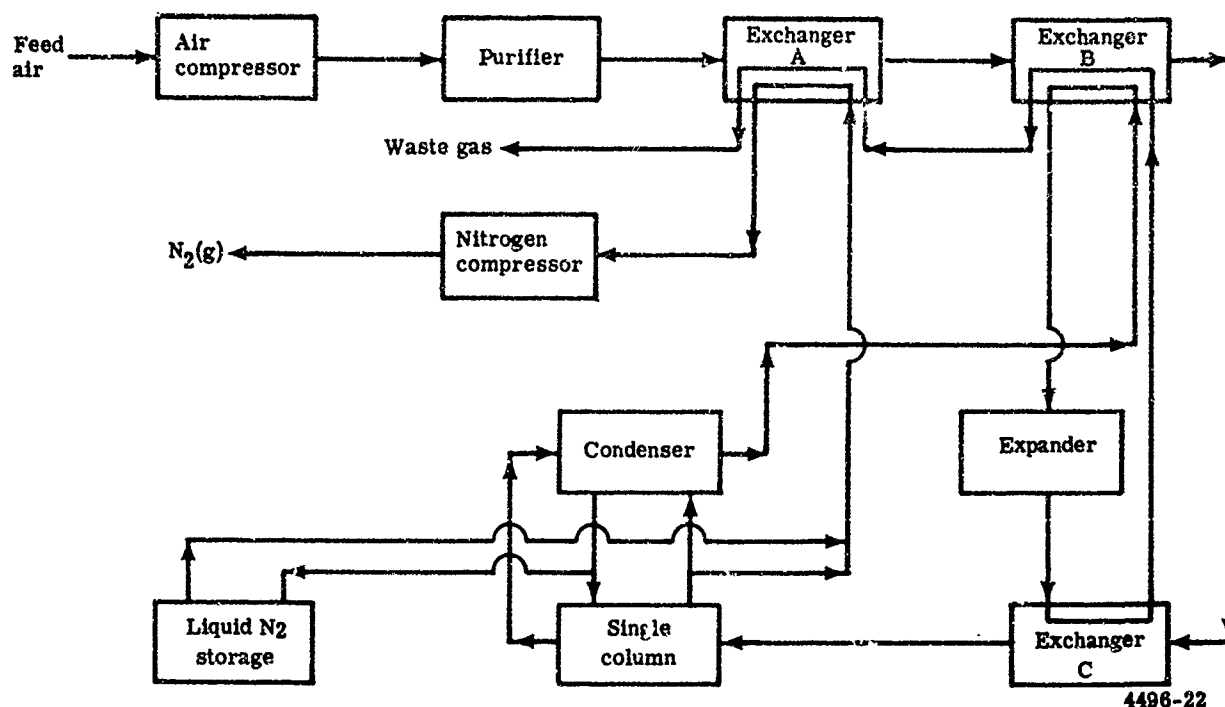 Feed
air
Air
compressor
Purifier
Exchanger
A
Exchanger
B
Waste gas
N2(g)
Nitrogen
compressor
Condenser
Expander
Liquid N2
storage
Single
column
Exchanger
C
4496-22